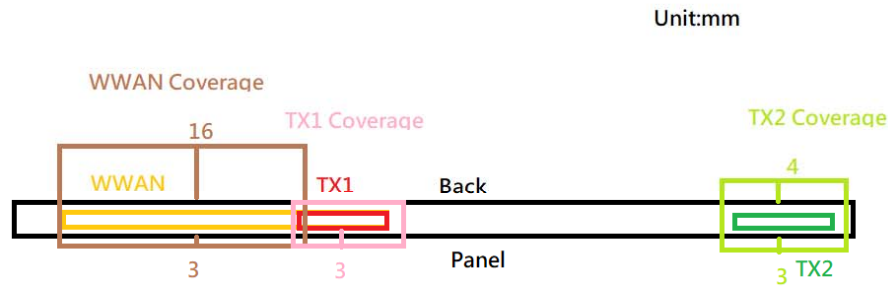 Unit:mm
WWAN Coverage
16
TX1 Coverage
TX2 Coverage
4
WWAN
TX1
Back
3
3
Panel
3
TX2